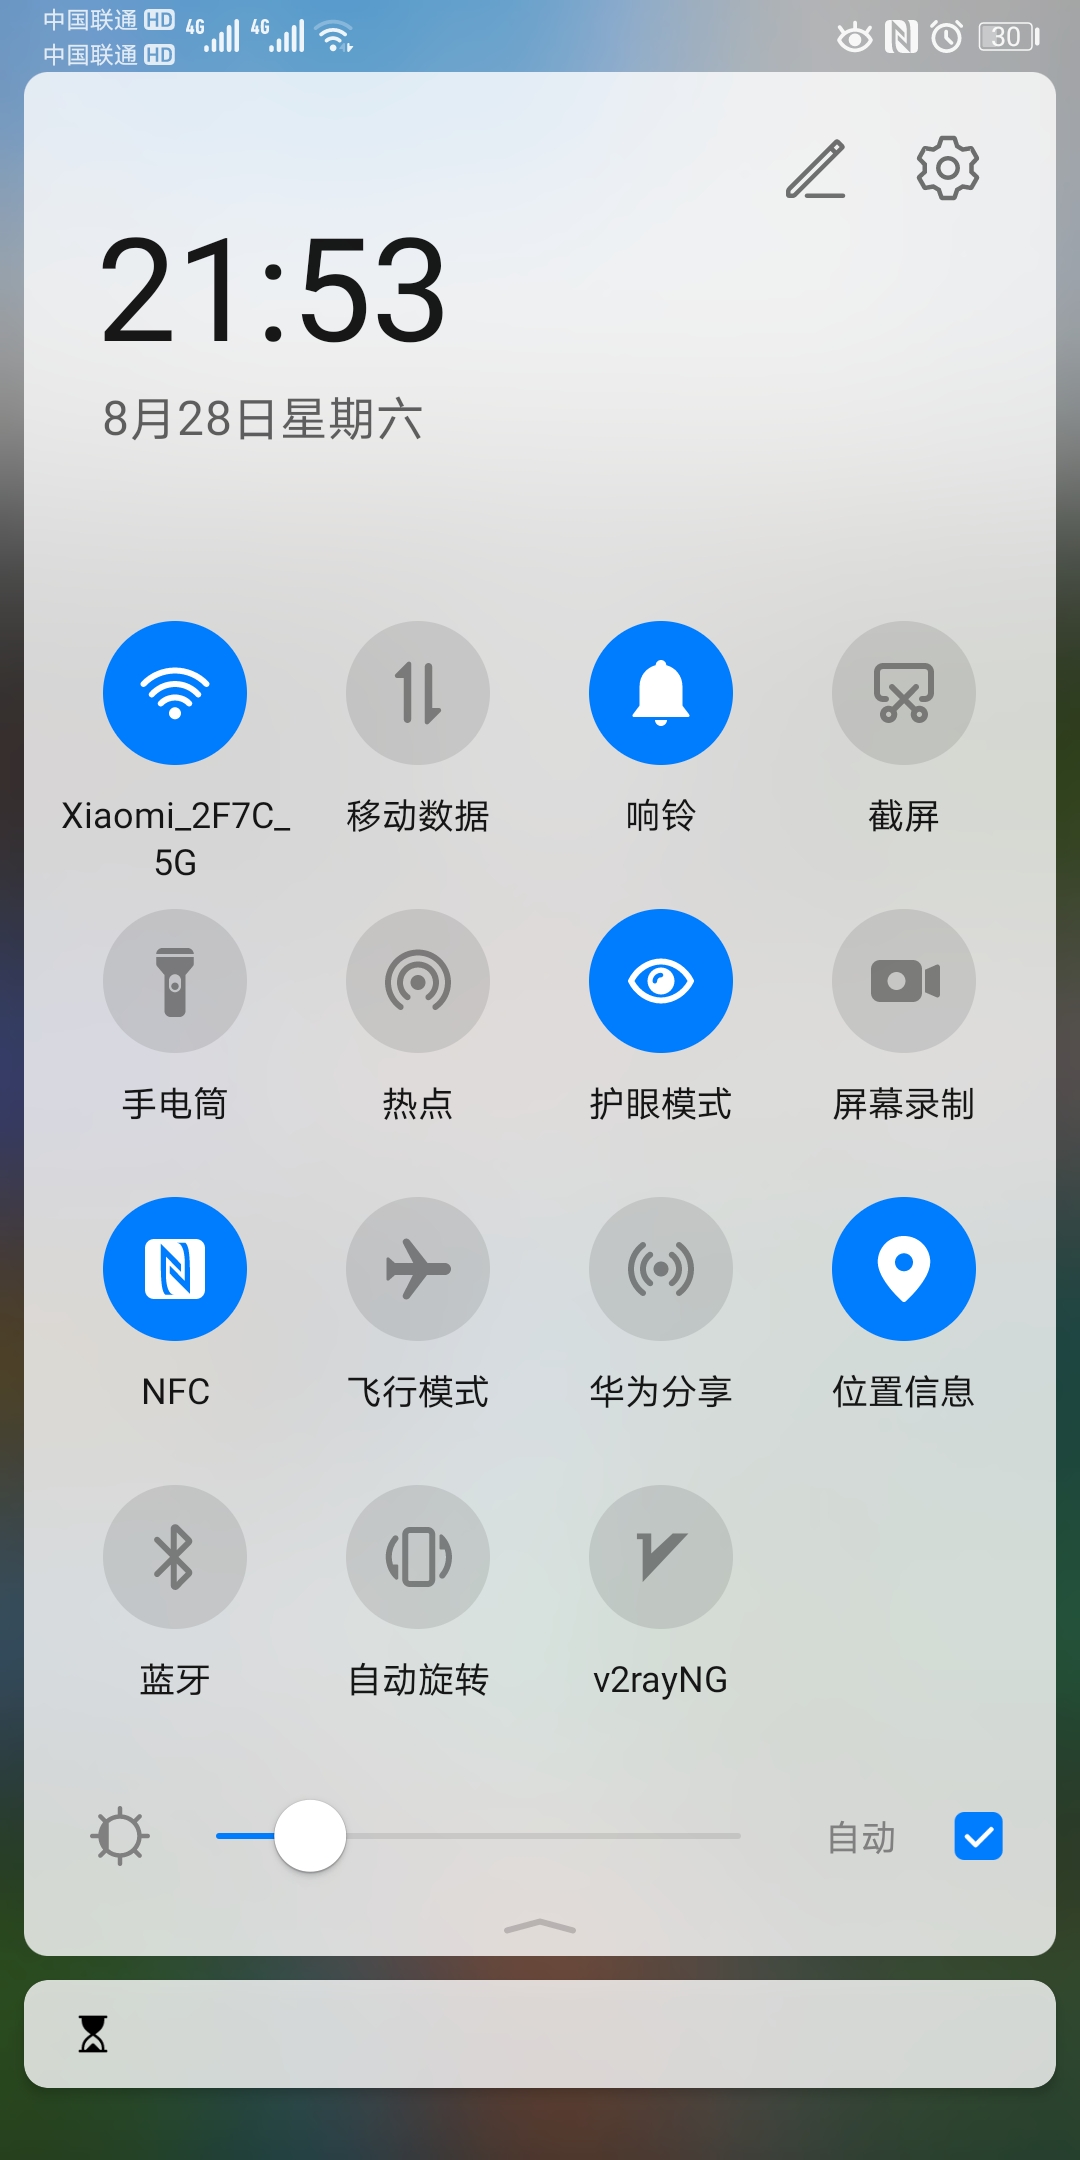 中国联通 HD
中国联通 HD
4G 4G
30
21:53
8月28日星期六
Xiaomi_2F7C_
5G
移动数据
响铃
截屏
手电筒
热点
护眼模式
屏幕录制
NFC
飞行模式
华为分享
位置信息
蓝牙
自动旋转
v2rayNG
自动